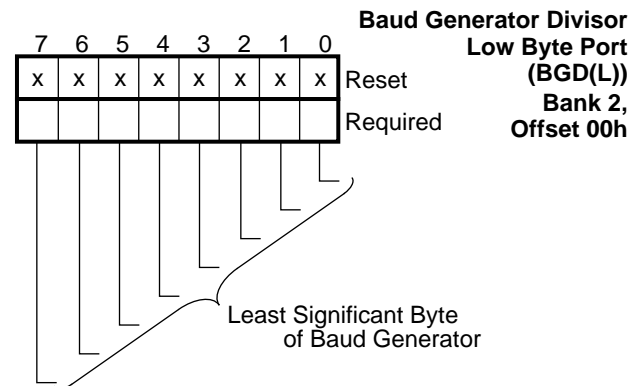 Baud Generator Divisor
Low Byte Port
(BGD(L))
Bank 2,
Offset 00h
7 6 5 4 3 2 1 0
x x x x x x x x Reset
Required
Least Significant Byte
of Baud Generator